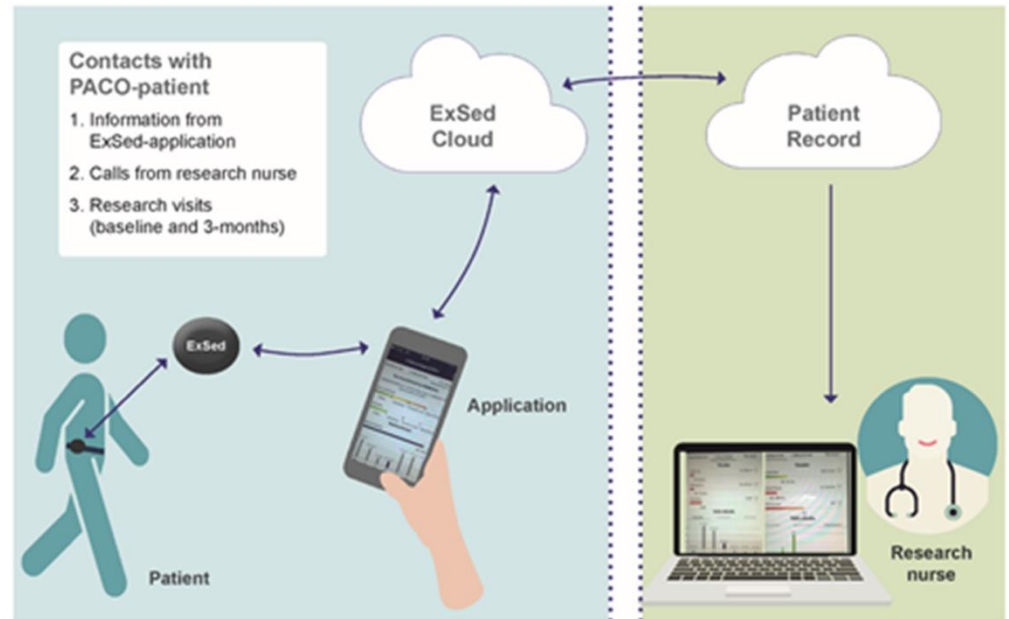 Contacts with
PACO-patient
1. Information from
ExSed-application
2. Calls from research nurse
3. Research visits
(baseline and 3-months)
ExSed
Cloud
Patient
Record
ExSed
Application
Patient
Research
nurse